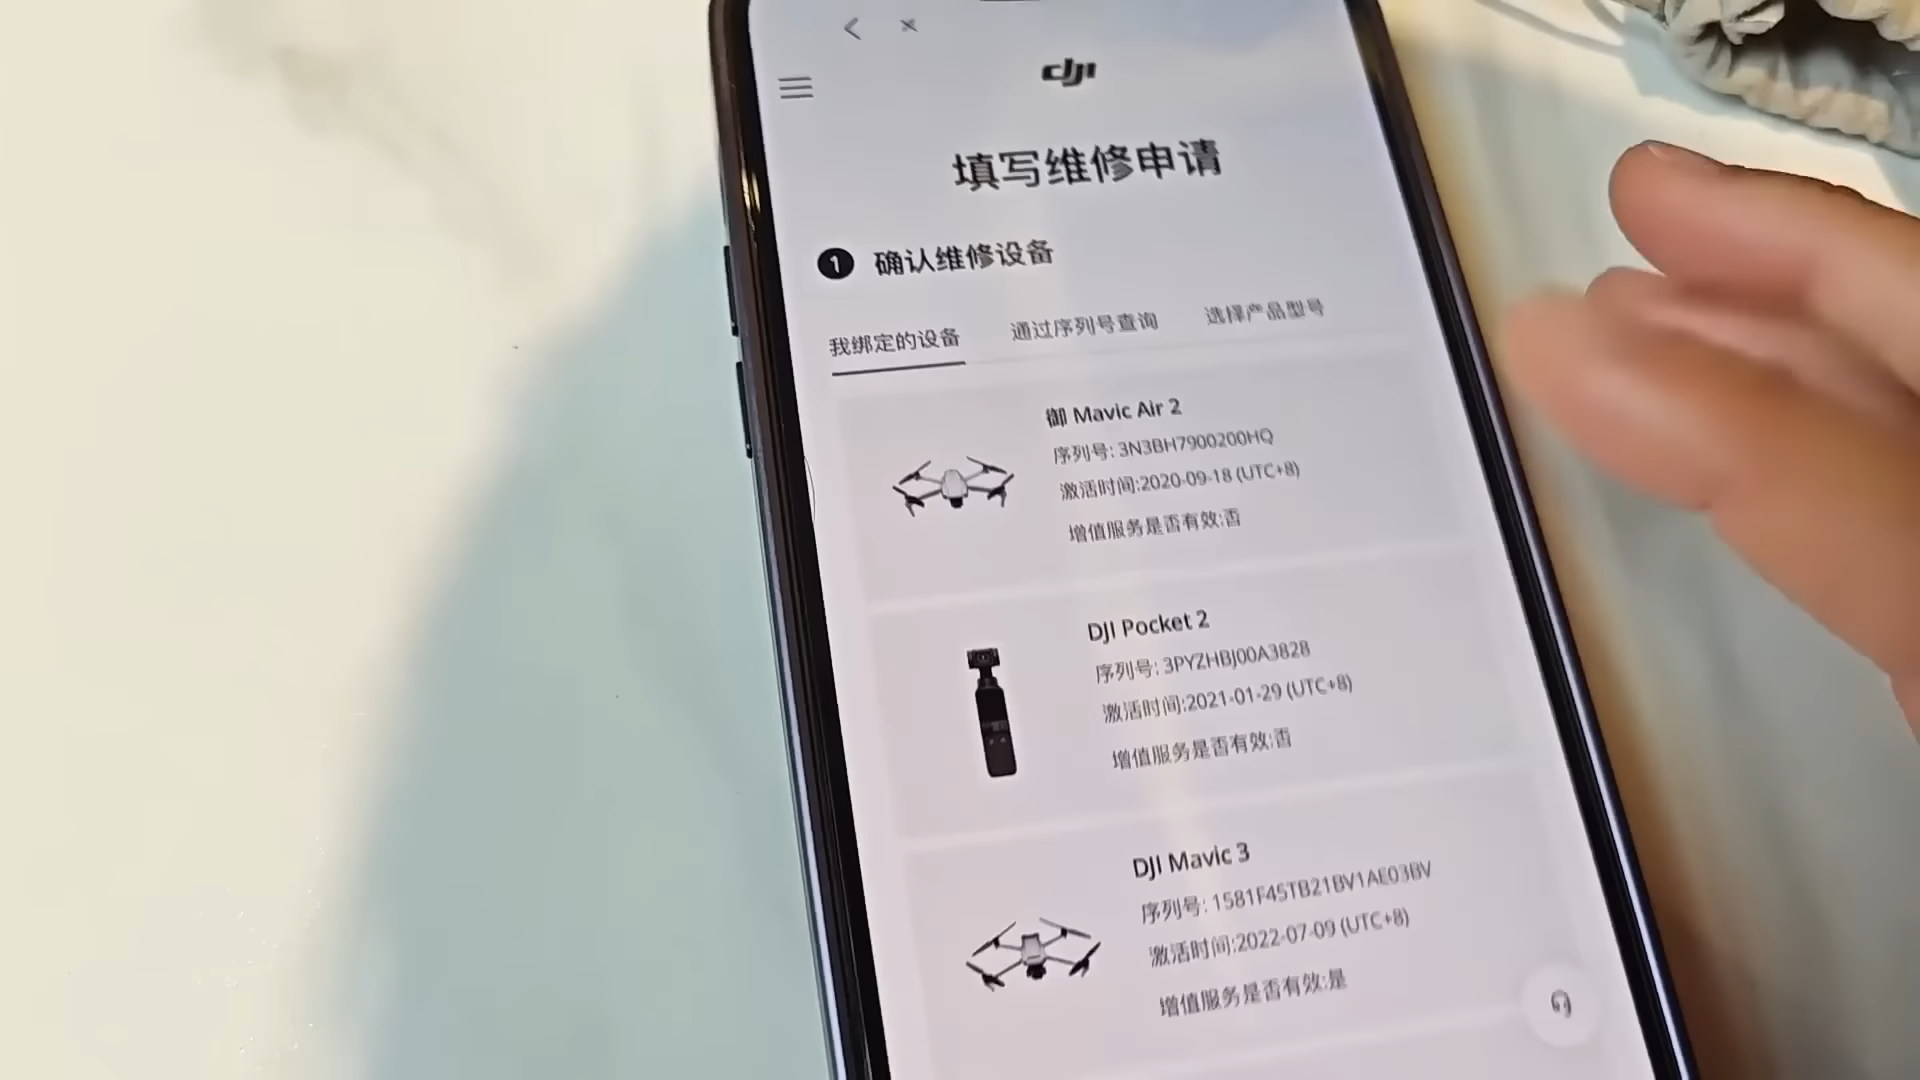 dji
填写维修申请
1 确认维修设备
我绑定的设备 通过序列号查询 选择产品型号
御 Mavic Air 2
序列号: 3N3BH7900200HQ
激活时间:2020-09-18 (UTC+8)
增值服务是否有效:否
DJI Pocket 2
序列号: 3PYZHBJ00A3828
激活时间:2021-01-29 (UTC+8)
增值服务是否有效:否
DJI Mavic 3
序列号: 1581F45TB21BV1AE03BV
激活时间:2022-07-09 (UTC+8)
增值服务是否有效:是